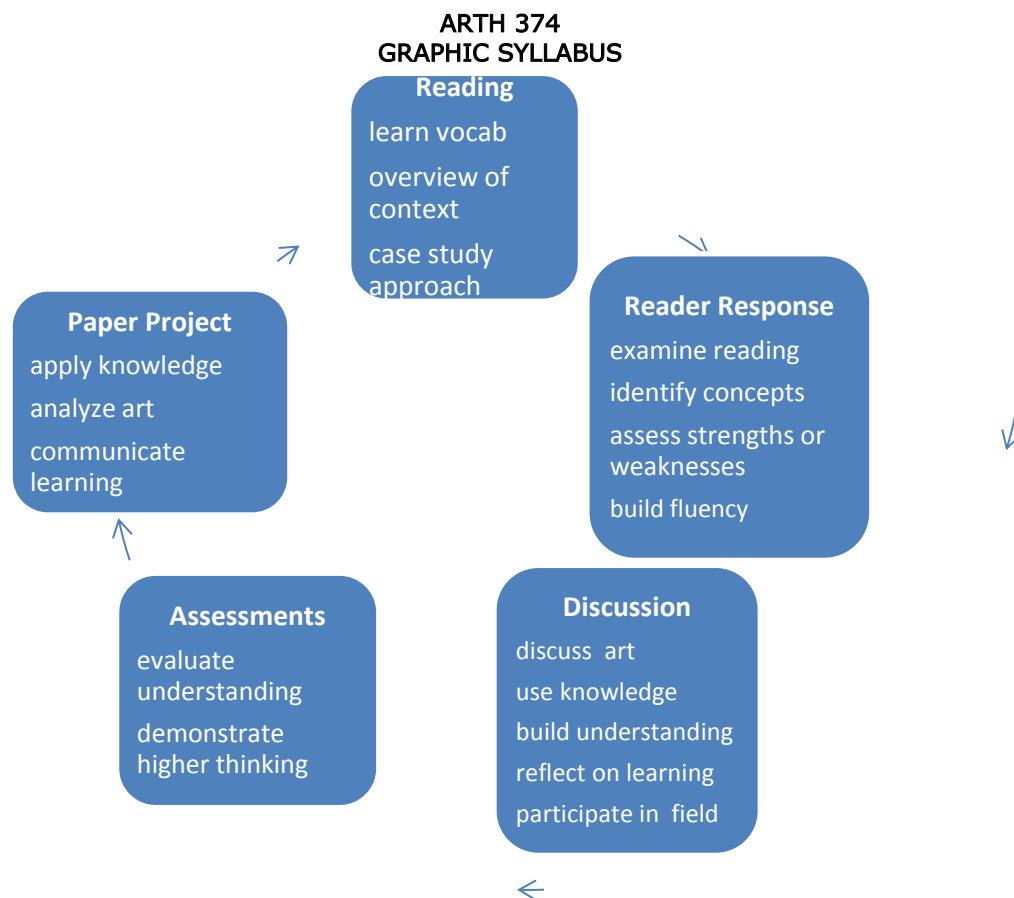 ARTH 374
GRAPHIC SYLLABUS
Reading
learn vocab
overview of
context
case study
approach
Reader Response
examine reading
identify concepts
assess strengths or
weaknesses
build fluency
Discussion
discuss  art
use knowledge
build understanding
reflect on learning
participate in  field
Assessments
evaluate
understanding
demonstrate
higher thinking
Paper Project
apply knowledge
analyze art
communicate
learning